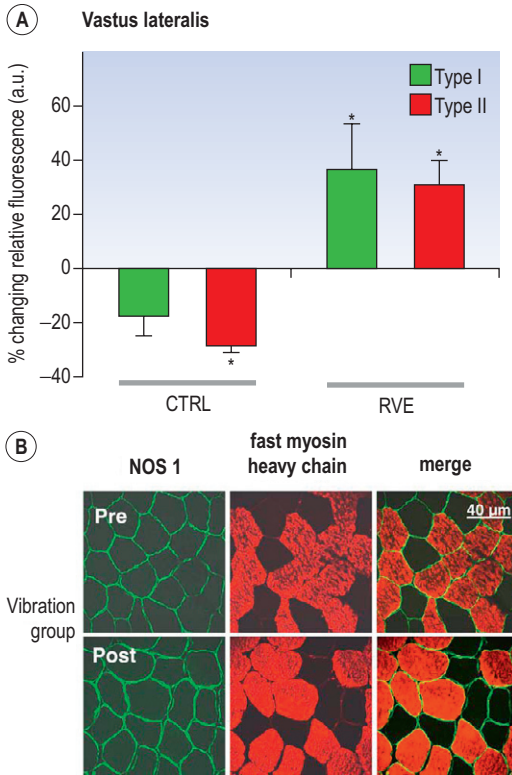 A Vastus lateralis
% changing relative fluorescence (a.u.)
Type I
Type II
60
40
20
0
–20
–40
*
*
*
CTRL
RVE
B
NOS 1
fast myosin
heavy chain
merge
Vibration
group
Pre
40 µm
Post